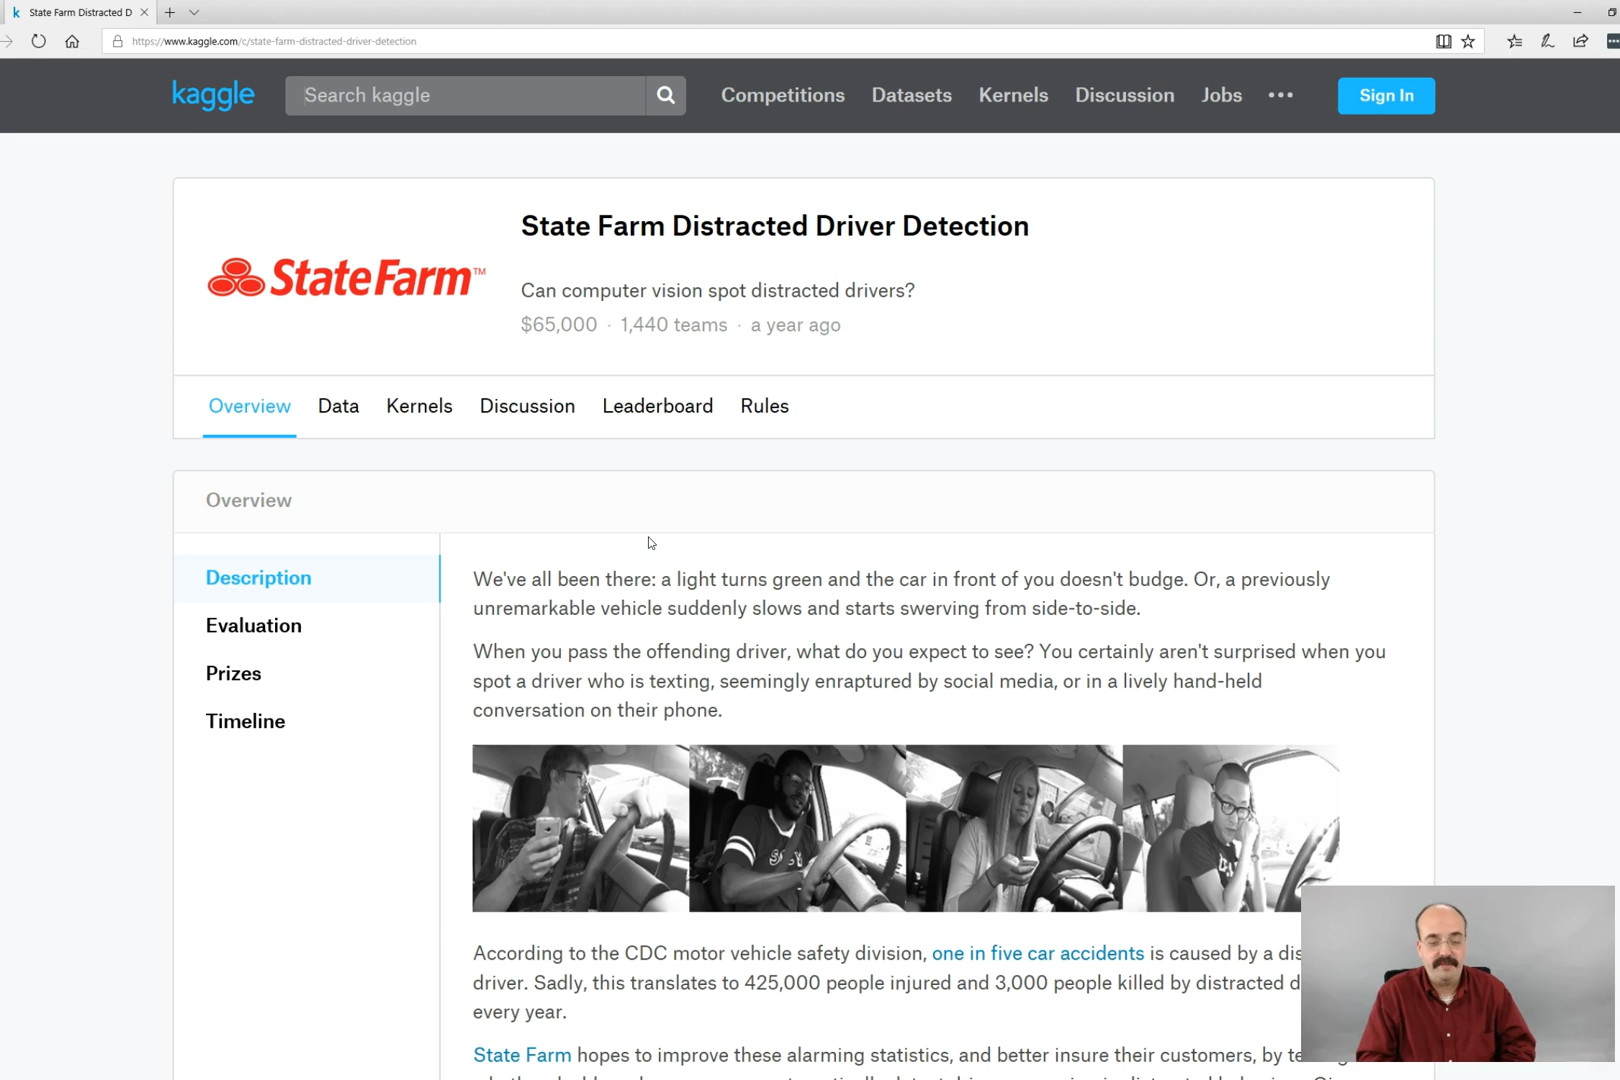 State Farm Distracted D
https://www.kaggle.com/c/state-farm-distracted-driver-detection
kaggle
Search kaggle
Competitions
Datasets
Kernels
Discussion
Jobs
Sign In
StateFarm™
State Farm Distracted Driver Detection
Can computer vision spot distracted drivers?
$65,000 · 1,440 teams · a year ago
Overview
Data
Kernels
Discussion
Leaderboard
Rules
Overview
Description
Evaluation
Prizes
Timeline
We've all been there: a light turns green and the car in front of you doesn't budge. Or, a previously
unremarkable vehicle suddenly slows and starts swerving from side-to-side.
When you pass the offending driver, what do you expect to see? You certainly aren't surprised when you
spot a driver who is texting, seemingly enraptured by social media, or in a lively hand-held
conversation on their phone.
According to the CDC motor vehicle safety division, one in five car accidents is caused by a dis
driver. Sadly, this translates to 425,000 people injured and 3,000 people killed by distracted d
every year.
State Farm hopes to improve these alarming statistics, and better insure their customers, by te